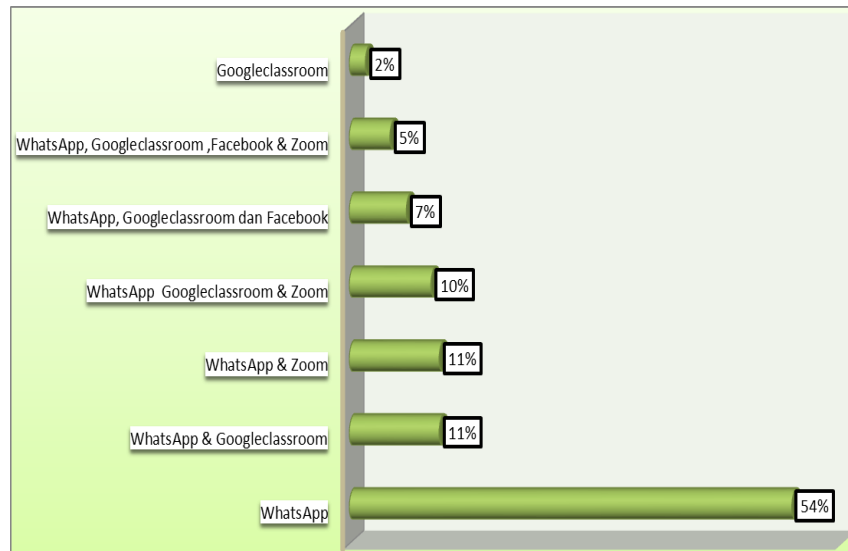 Googleclassroom
2%
WhatsApp, Googleclassroom ,Facebook & Zoom
5%
WhatsApp, Googleclassroom dan Facebook
7%
WhatsApp  Googleclassroom & Zoom
10%
WhatsApp & Zoom
11%
WhatsApp & Googleclassroom
11%
WhatsApp
54%